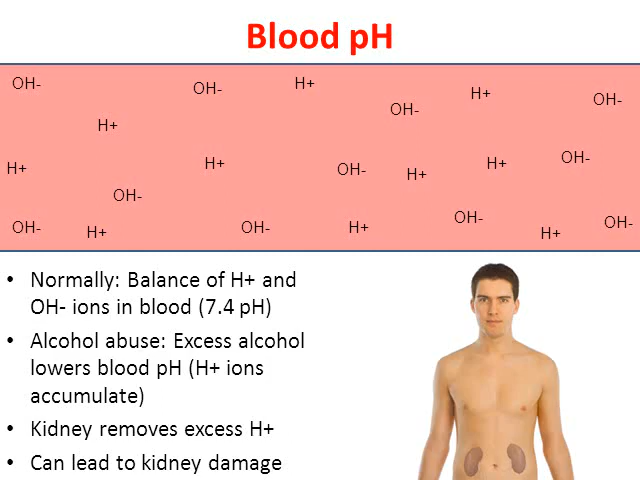 Blood pH
OH- OH- H+ H+ OH-
H+ OH-
H+ H+ OH- H+ H+ OH-
OH-
OH- H+ OH- H+ OH- H+ OH-
• Normally: Balance of H+ and
OH- ions in blood (7.4 pH)
• Alcohol abuse: Excess alcohol
lowers blood pH (H+ ions
accumulate)
• Kidney removes excess H+
• Can lead to kidney damage